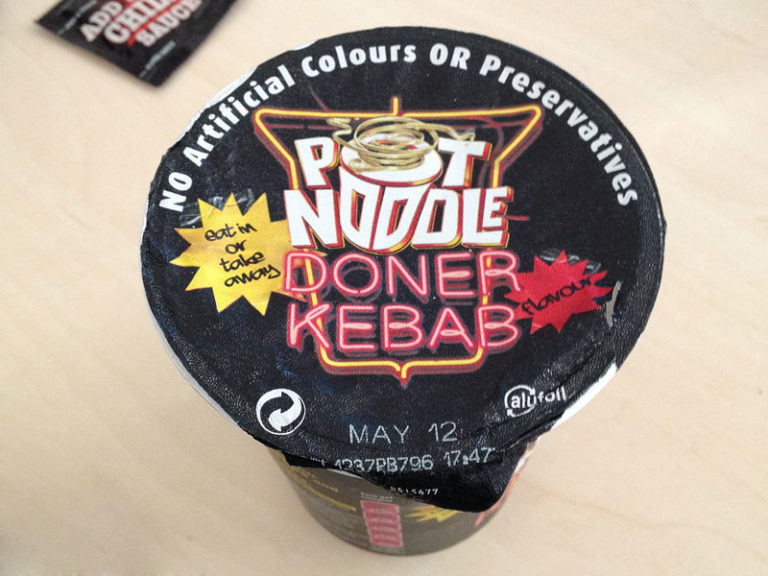 ADD
CHILLI
SAUCE
No Artificial Colours OR Preservatives
POT
NOODLE
DONER
KEBAB
eat in
or
take
away
flavour
alufoil
MAY 12
1237PB796 17:47